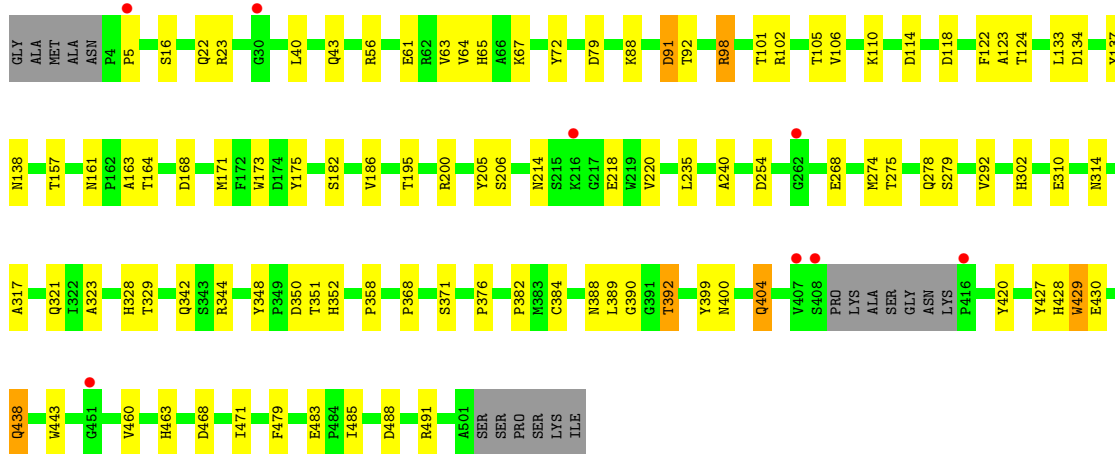 GLY ALA MET ALA ASN P4 P5 S16 Q22 R23 G30 L40 Q43 R56 E61 R62 V63 V64 H65 A66 K67 Y72 D79 K88 D91 T92 R98 T101 R102 T105 V106 K110 D114 D118 F122 A123 T124 L133 D134 Y137
N138 T157 N161 P162 A163 T164 D168 M171 F172 W173 D174 Y175 S182 V186 T195 R200 Y205 S206 N214 S215 K216 G217 E218 W219 V220 L235 A240 D254 G262 E268 M274 T275 Q278 S279 V292 H302 E310 N314
A317 Q321 I322 A323 H328 T329 Q342 S343 R344 Y348 P349 D350 T351 H352 P358 P368 S371 P376 P382 M383 C384 N388 L389 G390 G391 T392 Y399 N400 Q404 V407 S408 PRO LYS ALA SER GLY ASN LYS P416 Y420 Y427 H428 W429 E430
Q438 W443 G451 V460 H463 D468 I471 F479 E483 P484 I485 D488 R491 A501 SER SER PRO SER LYS ILE